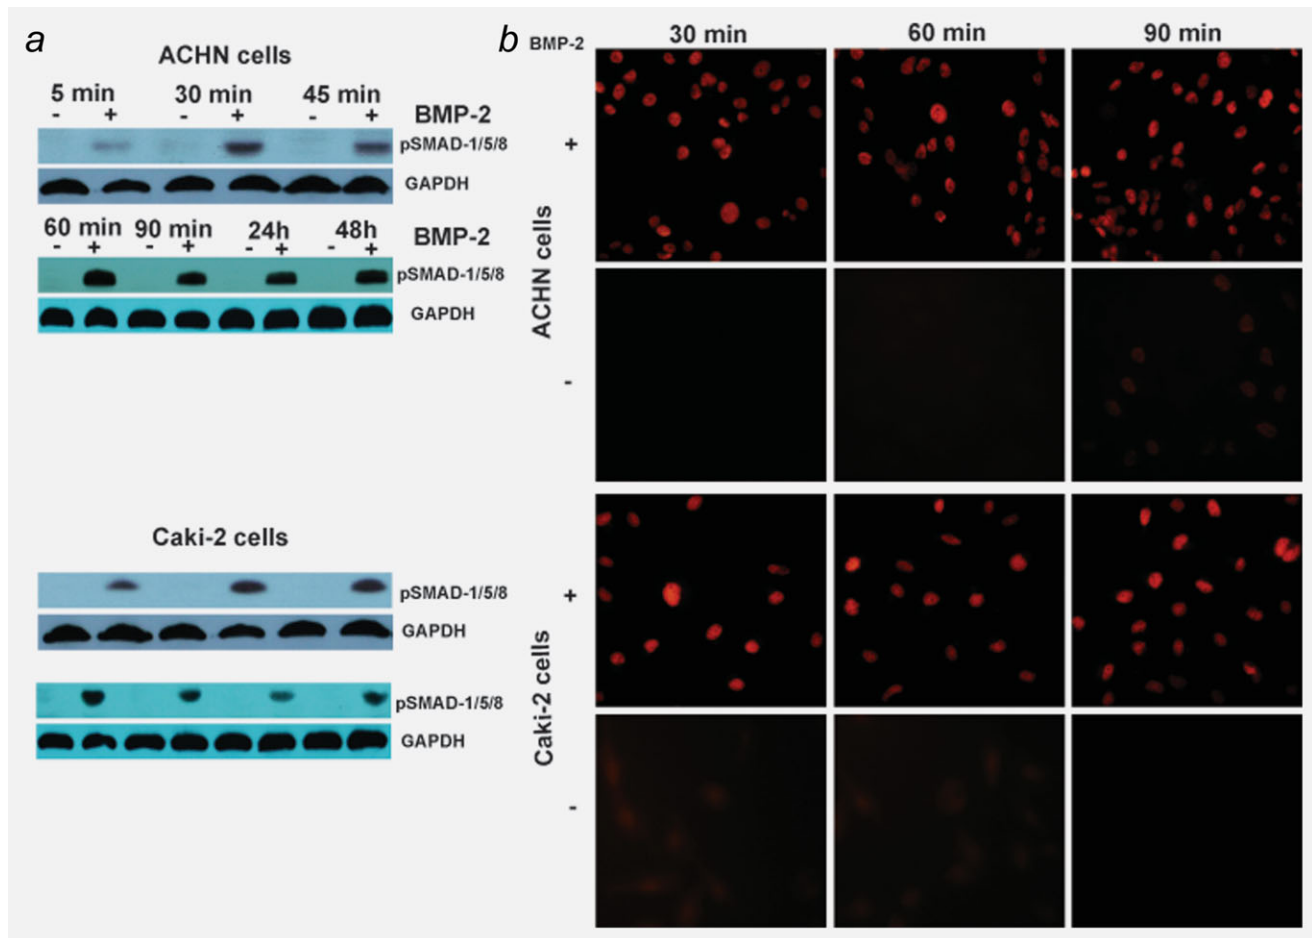 a
ACHN cells
5 min 30 min 45 min
- + - + - + BMP-2
pSMAD-1/5/8
GAPDH
60 min 90 min 24h 48h
- + - + - + - + BMP-2
pSMAD-1/5/8
GAPDH
Caki-2 cells
pSMAD-1/5/8
GAPDH
pSMAD-1/5/8
GAPDH
b
BMP-2 30 min 60 min 90 min
+
ACHN cells
-
+
Caki-2 cells
-